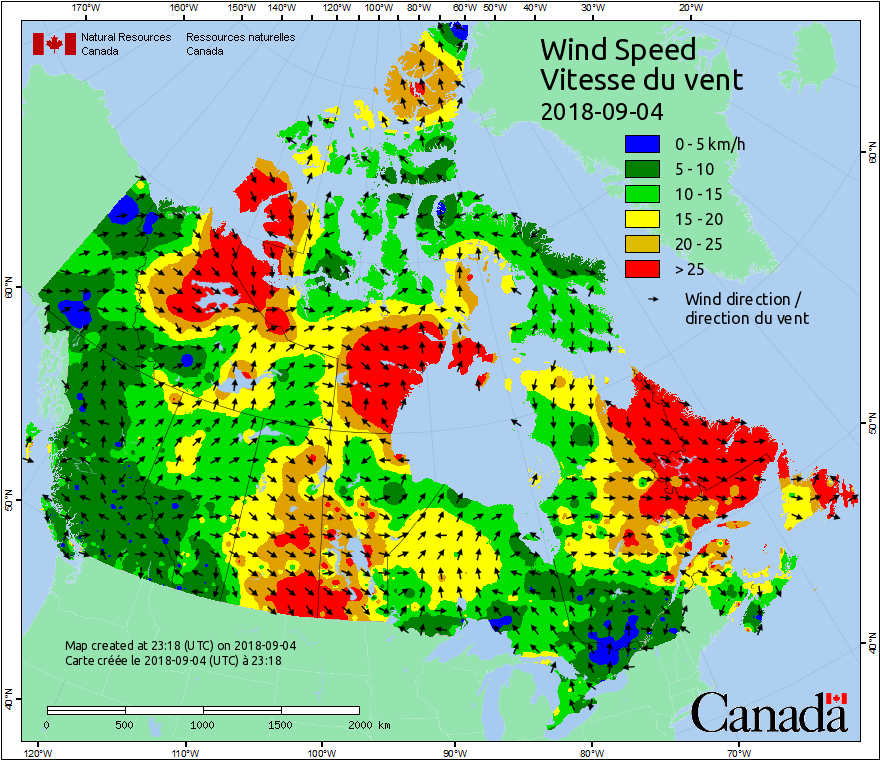 170°W 160°W 150°W 140°W 120°W 100°W 80°W 60°W 50°W 40°W 30°W 20°W
Natural Resources Ressources naturelles
Canada Canada
Wind Speed
Vitesse du vent
2018-09-04
0 - 5 km/h
5 - 10
10 - 15
15 - 20
20 - 25
> 25
Wind direction /
direction du vent
60°N
60°N
50°N
50°N
40°N
40°N
Map created at 23:18 (UTC) on 2018-09-04
Carte créée le 2018-09-04 (UTC) à 23:18
0 500 1000 1500 2000 km
Canada
120°W 110°W 100°W 90°W 80°W 70°W